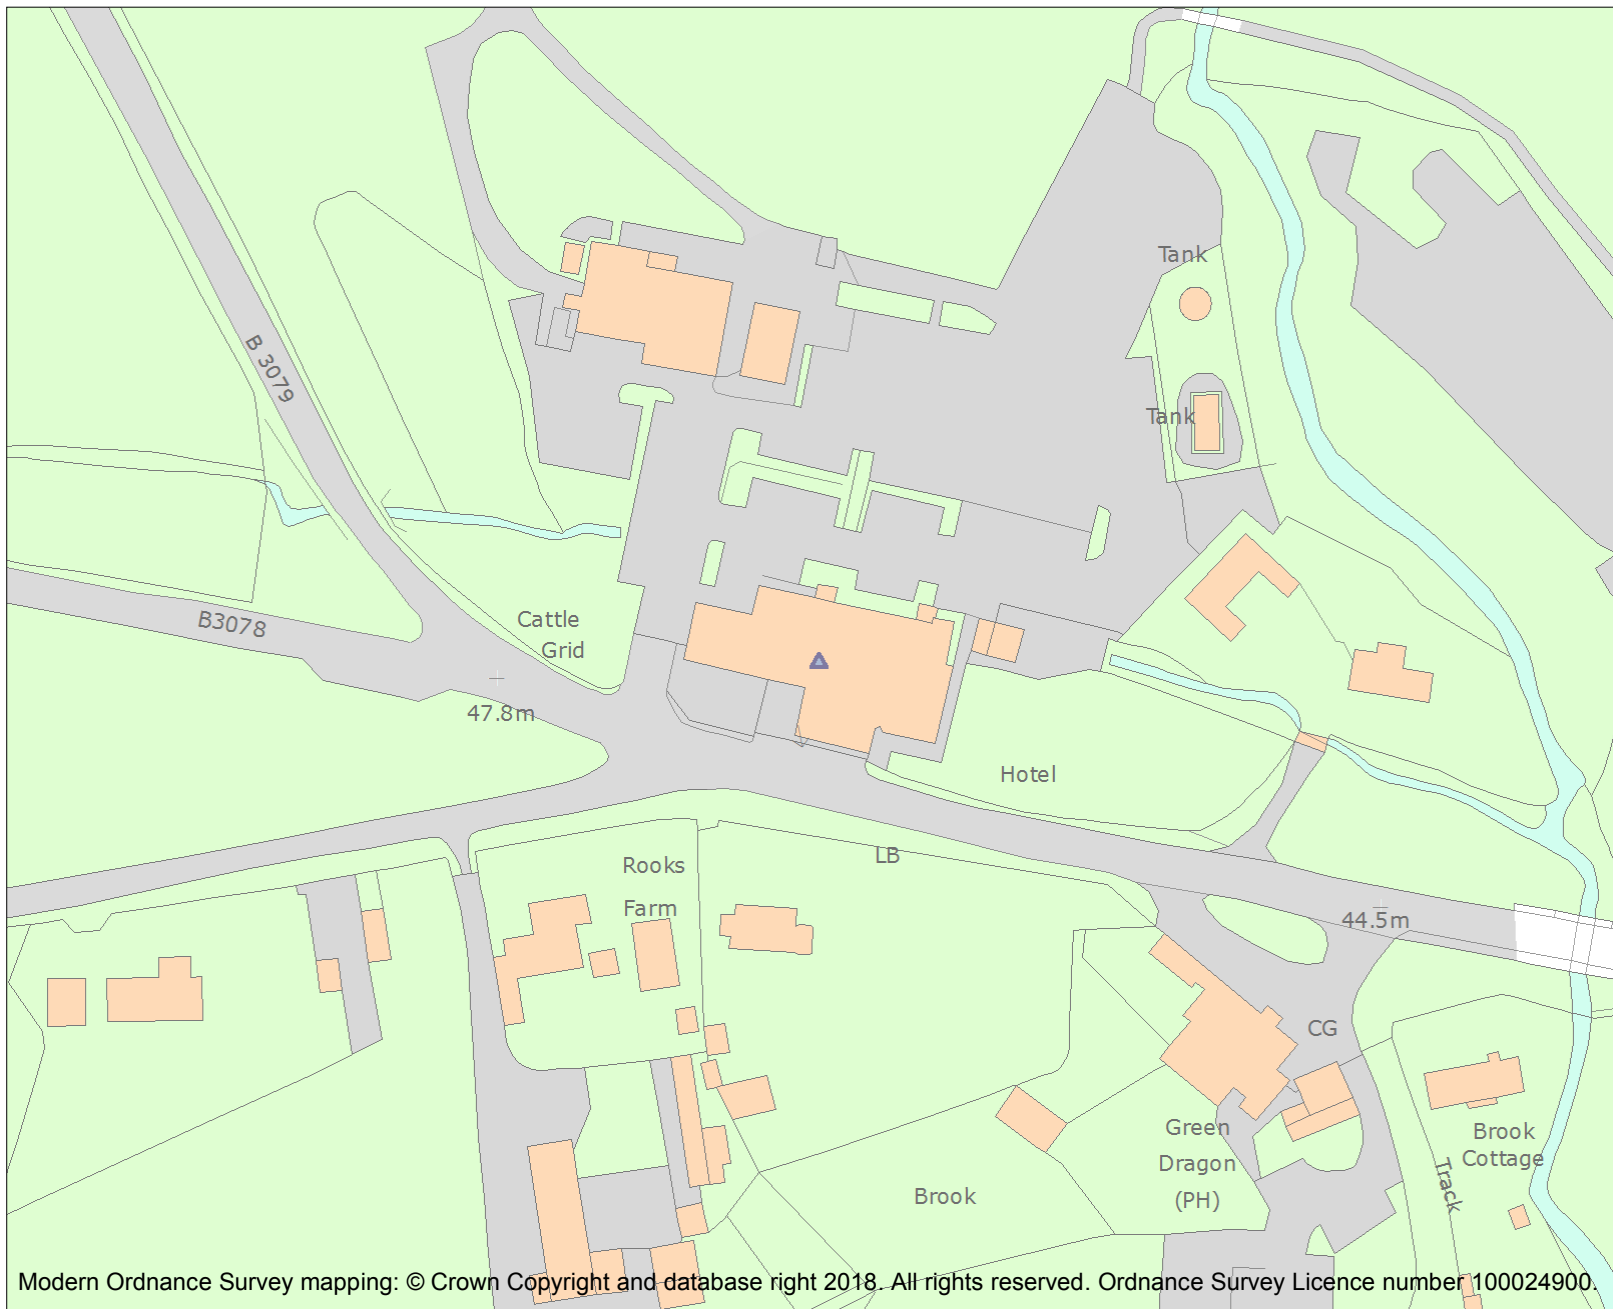 Tank
B 3079
Tank
Cattle
Grid
B3078
47.8m
Hotel
LB
Rooks
Farm
44.5m
CG
Green
Dragon
(PH)
Brook
Cottage
Track
Brook
Modern Ordnance Survey mapping: © Crown Copyright and database right 2018. All rights reserved. Ordnance Survey Licence number 100024900.